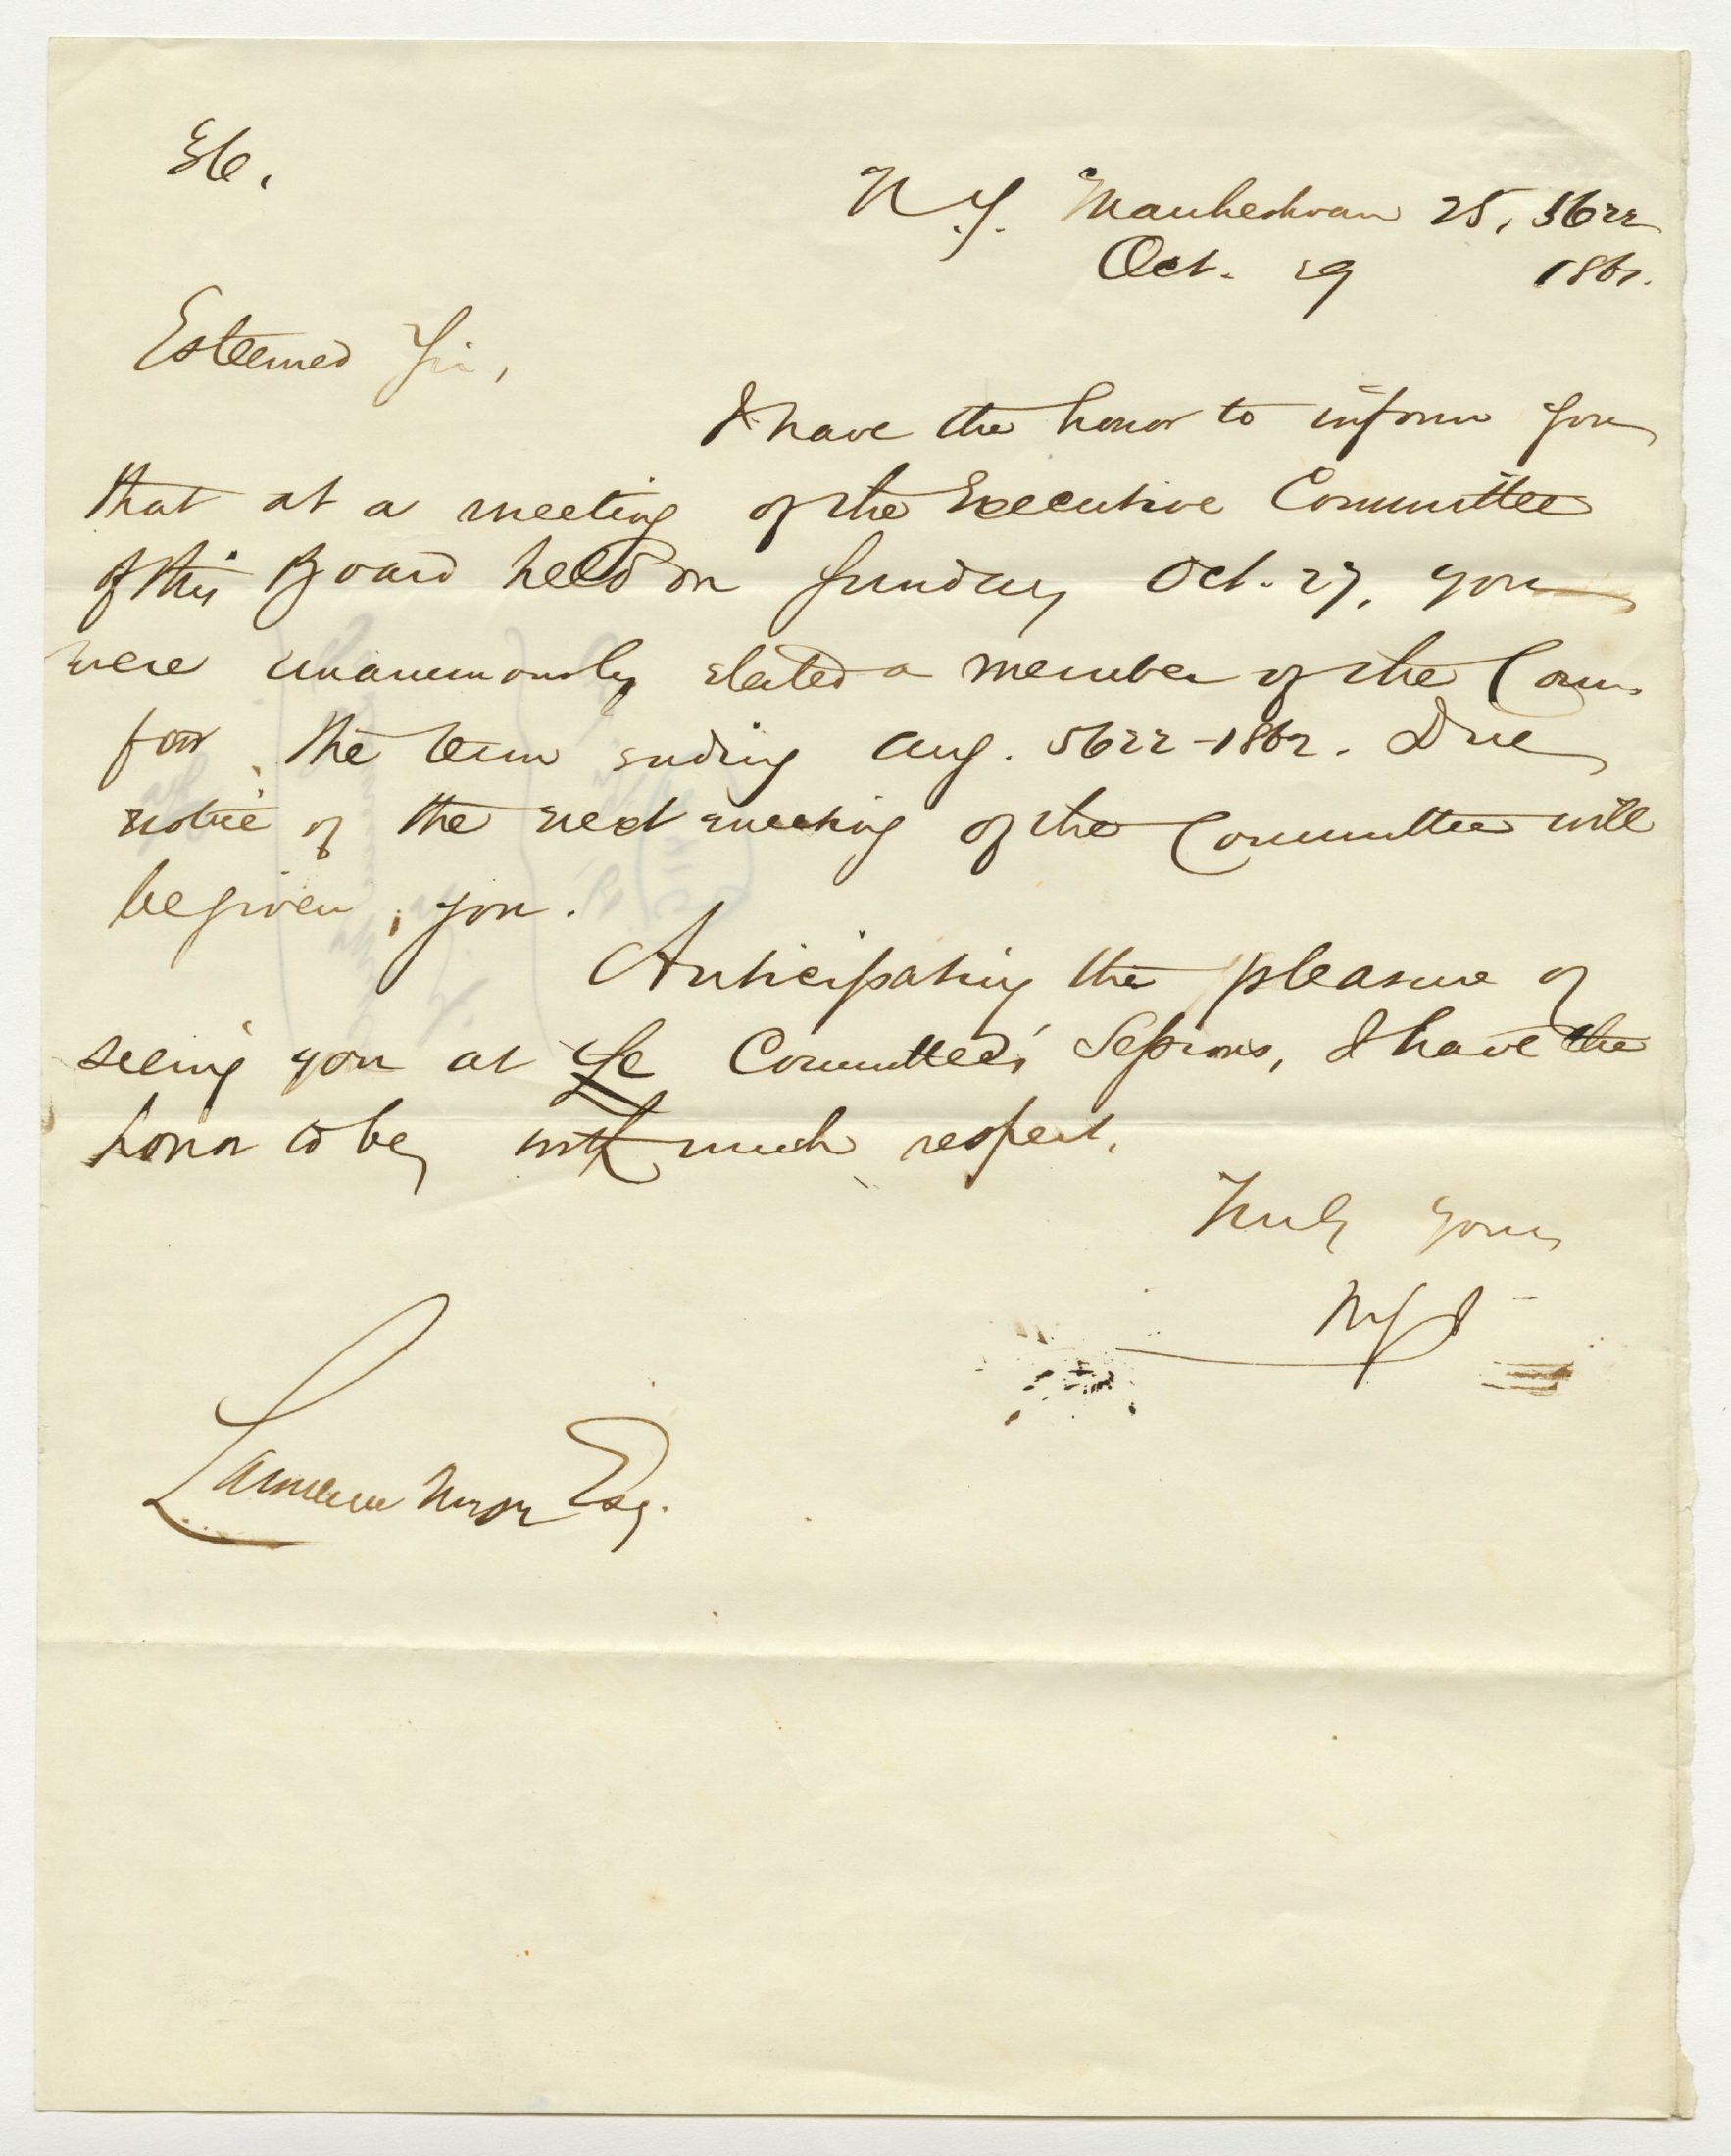 N.Y. Marcheshvan 25, 5622
Oct. 29 1861.
Esteemed Sir,
I have the honor to inform you
that at a meeting of the Executive Committee
of this Board held on Sunday Oct. 27, you
were unanimously elected a member of the Com.
for the term ending Aug. 5622-1862. Due
notice of the next meeting of the Committee will
be given you.
Anticipating the pleasure of
seeing you at the Committee's Sessions, I have the
honor to be, with much respect,
Truly yours,
Esq.